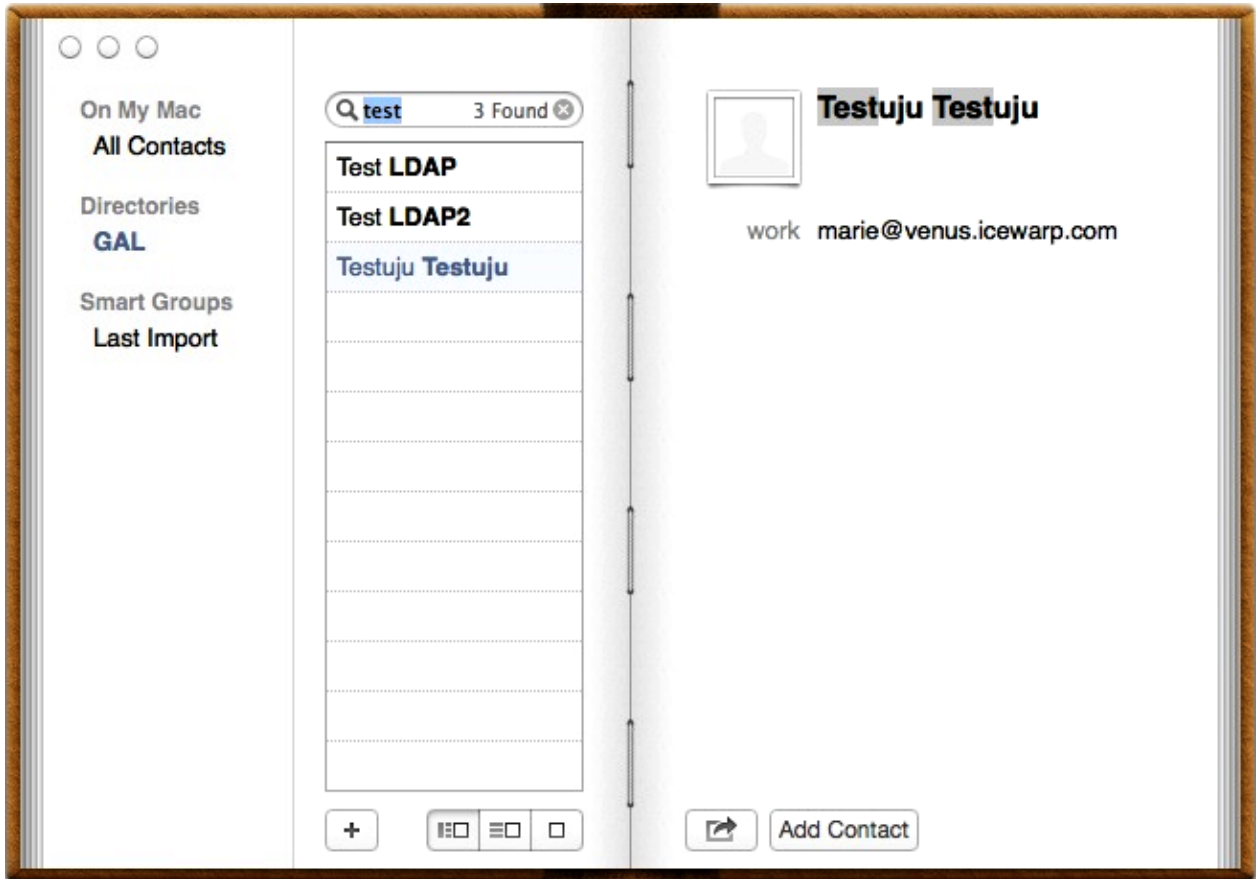 On My Mac
All Contacts
Directories
GAL
Smart Groups
Last Import
test 3 Found
Test LDAP
Test LDAP2
Testuju Testuju
Testuju Testuju
work marie@venus.icewarp.com
Add Contact